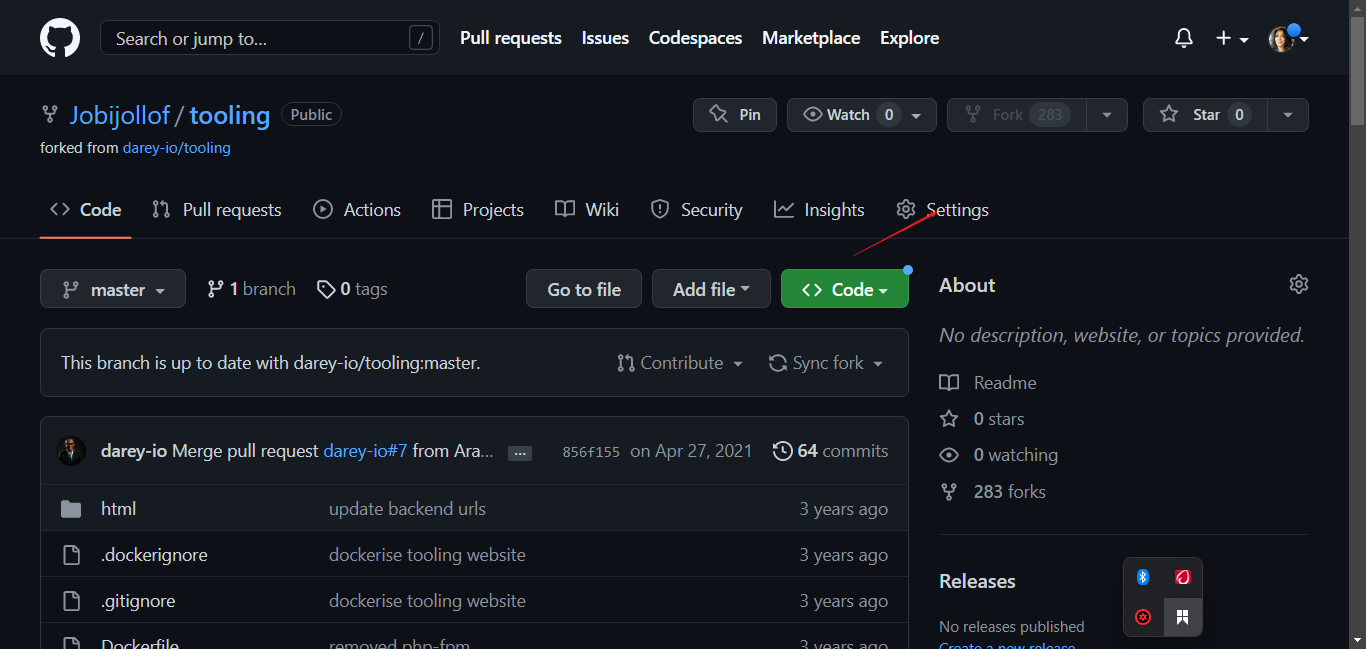 Search or jump to... /
Pull requests Issues Codespaces Marketplace Explore
Jobijollof / tooling Public
Pin Watch 0 Fork 283 Star 0
forked from darey-io/tooling
Code Pull requests Actions Projects Wiki Security Insights Settings
master 1 branch 0 tags Go to file Add file Code
About
No description, website, or topics provided.
This branch is up to date with darey-io/tooling:master. Contribute Sync fork
Readme
0 stars
0 watching
283 forks
darey-io Merge pull request darey-io#7 from Ara... ... 856f155 on Apr 27, 2021 64 commits
html update backend urls 3 years ago
.dockerignore dockerise tooling website 3 years ago
.gitignore dockerise tooling website 3 years ago
Dockerfile removed php-fpm 3 years ago
Releases
No releases published
Create a new release